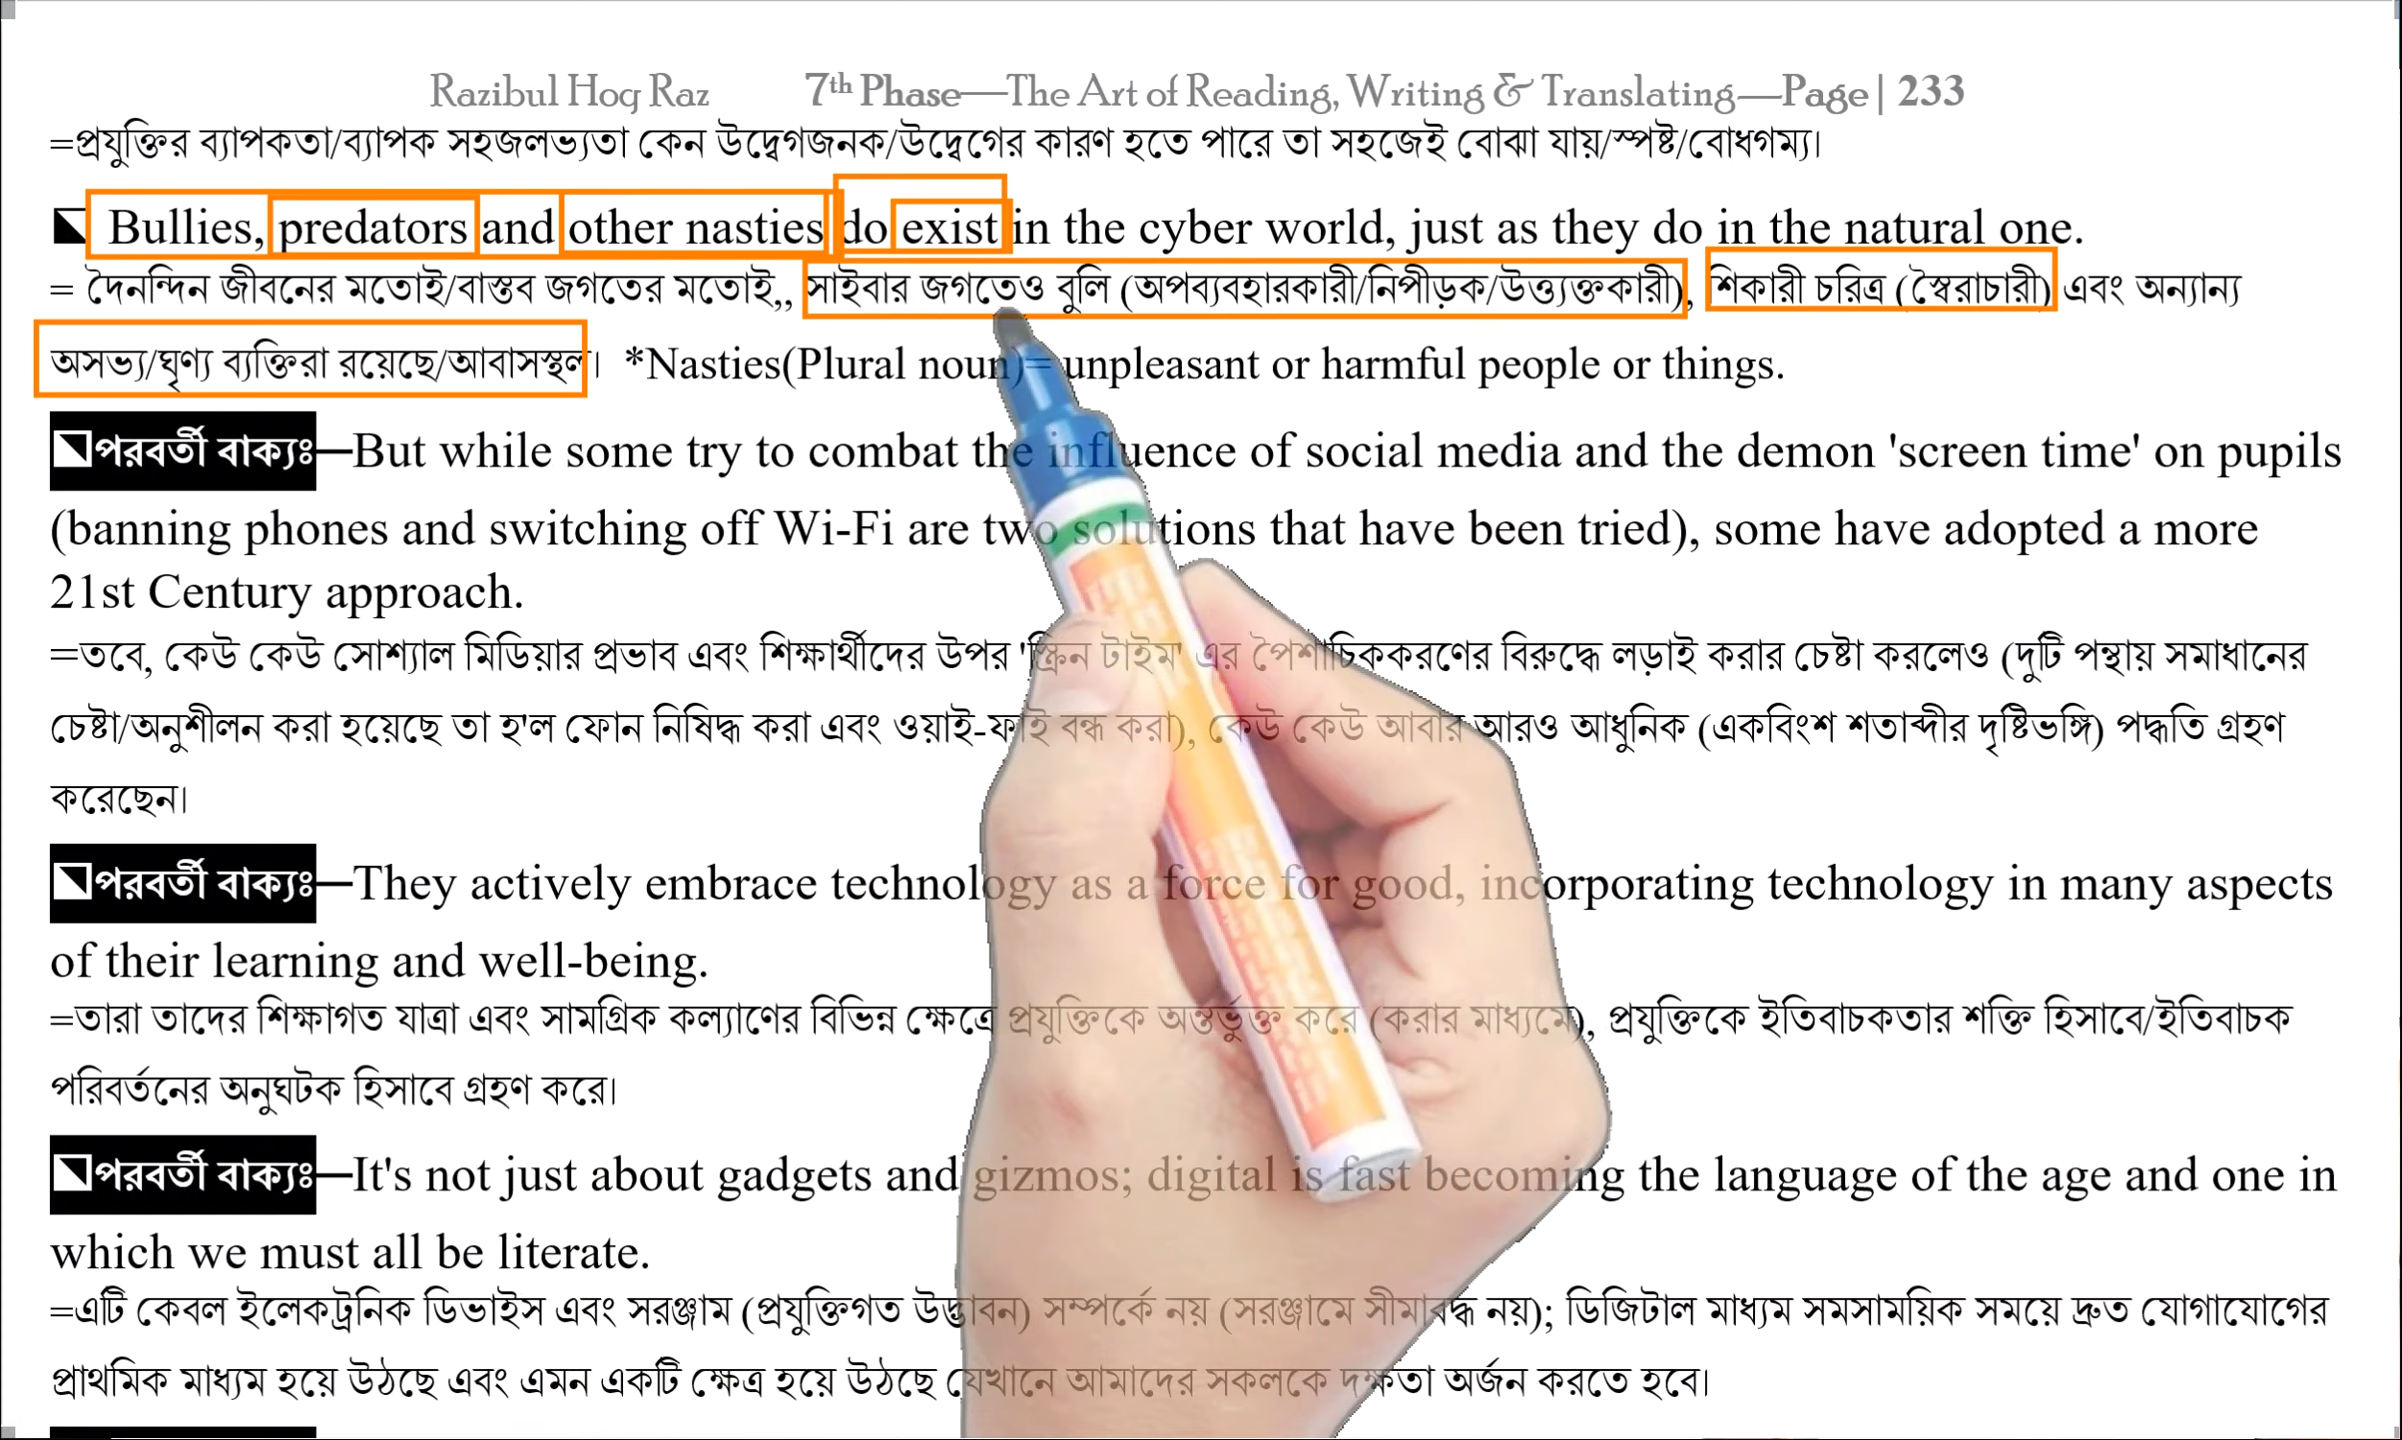 Razibul Hoq Raz 7th Phase—The Art of Reading, Writing & Translating—Page| 233
=প্রযুক্তির ব্যাপকতা/ব্যাপক সহজলভ্যতা কেন উদ্বেগজনক/উদ্বেগের কারণ হতে পারে তা সহজেই বোঝা যায়/স্পষ্ট/বোধগম্য।
Bullies, predators and other nasties do exist in the cyber world, just as they do in the natural one.
= দৈনন্দিন জীবনের মতোই/বাস্তব জগতের মতোই,, সাইবার জগতেও বুলি (অপব্যবহারকারী/নিপীড়ক/উত্ত্যক্তকারী), শিকারী চরিত্র (স্বৈরাচারী) এবং অন্যান্য
অসভ্য/ঘৃণ্য ব্যক্তিরা রয়েছে/আবাসস্থল। *Nasties(Plural noun)= unpleasant or harmful people or things.
পরবর্তী বাক্যঃ—But while some try to combat the influence of social media and the demon 'screen time' on pupils
(banning phones and switching off Wi-Fi are two solutions that have been tried), some have adopted a more
21st Century approach.
=তবে, কেউ কেউ সোশ্যাল মিডিয়ার প্রভাব এবং শিক্ষার্থীদের উপর 'স্ক্রিন টাইম' এর পৈশাচিককরণের বিরুদ্ধে লড়াই করার চেষ্টা করলেও (দুটি পন্থায় সমাধানের
চেষ্টা/অনুশীলন করা হয়েছে তা হ'ল ফোন নিষিদ্ধ করা এবং ওয়াই-ফাই বন্ধ করা), কেউ কেউ আবার আরও আধুনিক (একবিংশ শতাব্দীর দৃষ্টিভঙ্গি) পদ্ধতি গ্রহণ
করেছেন।
পরবর্তী বাক্যঃ—They actively embrace technology as a force for good, incorporating technology in many aspects
of their learning and well-being.
=তারা তাদের শিক্ষাগত যাত্রা এবং সামগ্রিক কল্যাণের বিভিন্ন ক্ষেত্রে প্রযুক্তিকে অন্তর্ভুক্ত করে (করার মাধ্যমে), প্রযুক্তিকে ইতিবাচকতার শক্তি হিসাবে/ইতিবাচক
পরিবর্তনের অনুঘটক হিসাবে গ্রহণ করে।
পরবর্তী বাক্যঃ—It's not just about gadgets and gizmos; digital is fast becoming the language of the age and one in
which we must all be literate.
=এটি কেবল ইলেকট্রনিক ডিভাইস এবং সরঞ্জাম (প্রযুক্তিগত উদ্ভাবন) সম্পর্কে নয় (সরঞ্জামে সীমাবদ্ধ নয়); ডিজিটাল মাধ্যম সমসাময়িক সময়ে দ্রুত যোগাযোগের
প্রাথমিক মাধ্যম হয়ে উঠছে এবং এমন একটি ক্ষেত্র হয়ে উঠছে যেখানে আমাদের সকলকে দক্ষতা অর্জন করতে হবে।